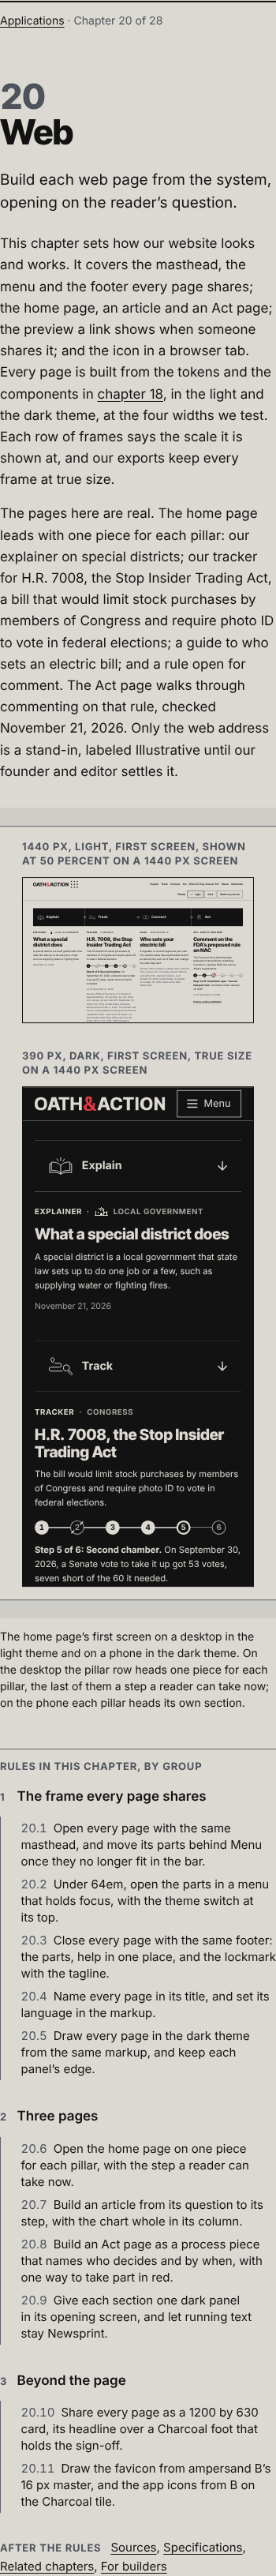 Applications · Chapter 20 of 28
20
Web
Build each web page from the system,
opening on the reader’s question.
This chapter sets how our website looks
and works. It covers the masthead, the
menu and the footer every page shares;
the home page, an article and an Act page;
the preview a link shows when someone
shares it; and the icon in a browser tab.
Every page is built from the tokens and the
components in chapter 18, in the light and
the dark theme, at the four widths we test.
Each row of frames says the scale it is
shown at, and our exports keep every
frame at true size.
The pages here are real. The home page
leads with one piece for each pillar: our
explainer on special districts; our tracker
for H.R. 7008, the Stop Insider Trading Act,
a bill that would limit stock purchases by
members of Congress and require photo ID
to vote in federal elections; a guide to who
sets an electric bill; and a rule open for
comment. The Act page walks through
commenting on that rule, checked
November 21, 2026. Only the web address
is a stand-in, labeled Illustrative until our
founder and editor settles it.
1440 PX, LIGHT, FIRST SCREEN, SHOWN
AT 50 PERCENT ON A 1440 PX SCREEN
OATH&ACTION
Explain
Track
Comment
Act
What a special
district does
H.R. 7008, the Stop
Insider Trading Act
Who sets your
electric bill
Comment on the
FDA’s proposed rule
on NAC
390 PX, DARK, FIRST SCREEN, TRUE SIZE
ON A 1440 PX SCREEN
OATH&ACTION
Menu
Explain
EXPLAINER · LOCAL GOVERNMENT
What a special district does
A special district is a local government that state
law sets up to do one job or a few, such as
supplying water or fighting fires.
November 21, 2026
Track
TRACKER · CONGRESS
H.R. 7008, the Stop Insider
Trading Act
The bill would limit stock purchases by members
of Congress and require photo ID to vote in
federal elections.
1 2 3 4 5 6
Step 5 of 6: Second chamber. On September 30,
2026, a Senate vote to take it up got 53 votes,
seven short of the 60 it needed.
The home page’s first screen on a desktop in the
light theme and on a phone in the dark theme. On
the desktop the pillar row heads one piece for each
pillar, the last of them a step a reader can take now;
on the phone each pillar heads its own section.
RULES IN THIS CHAPTER, BY GROUP
1 The frame every page shares
20.1 Open every page with the same
masthead, and move its parts behind Menu
once they no longer fit in the bar.
20.2 Under 64em, open the parts in a menu
that holds focus, with the theme switch at
its top.
20.3 Close every page with the same footer:
the parts, help in one place, and the lockmark
with the tagline.
20.4 Name every page in its title, and set its
language in the markup.
20.5 Draw every page in the dark theme
from the same markup, and keep each
panel’s edge.
2 Three pages
20.6 Open the home page on one piece
for each pillar, with the step a reader can
take now.
20.7 Build an article from its question to its
step, with the chart whole in its column.
20.8 Build an Act page as a process piece
that names who decides and by when, with
one way to take part in red.
20.9 Give each section one dark panel
in its opening screen, and let running text
stay Newsprint.
3 Beyond the page
20.10 Share every page as a 1200 by 630
card, its headline over a Charcoal foot that
holds the sign-off.
20.11 Draw the favicon from ampersand B’s
16 px master, and the app icons from B on
the Charcoal tile.
AFTER THE RULES Sources, Specifications,
Related chapters, For builders